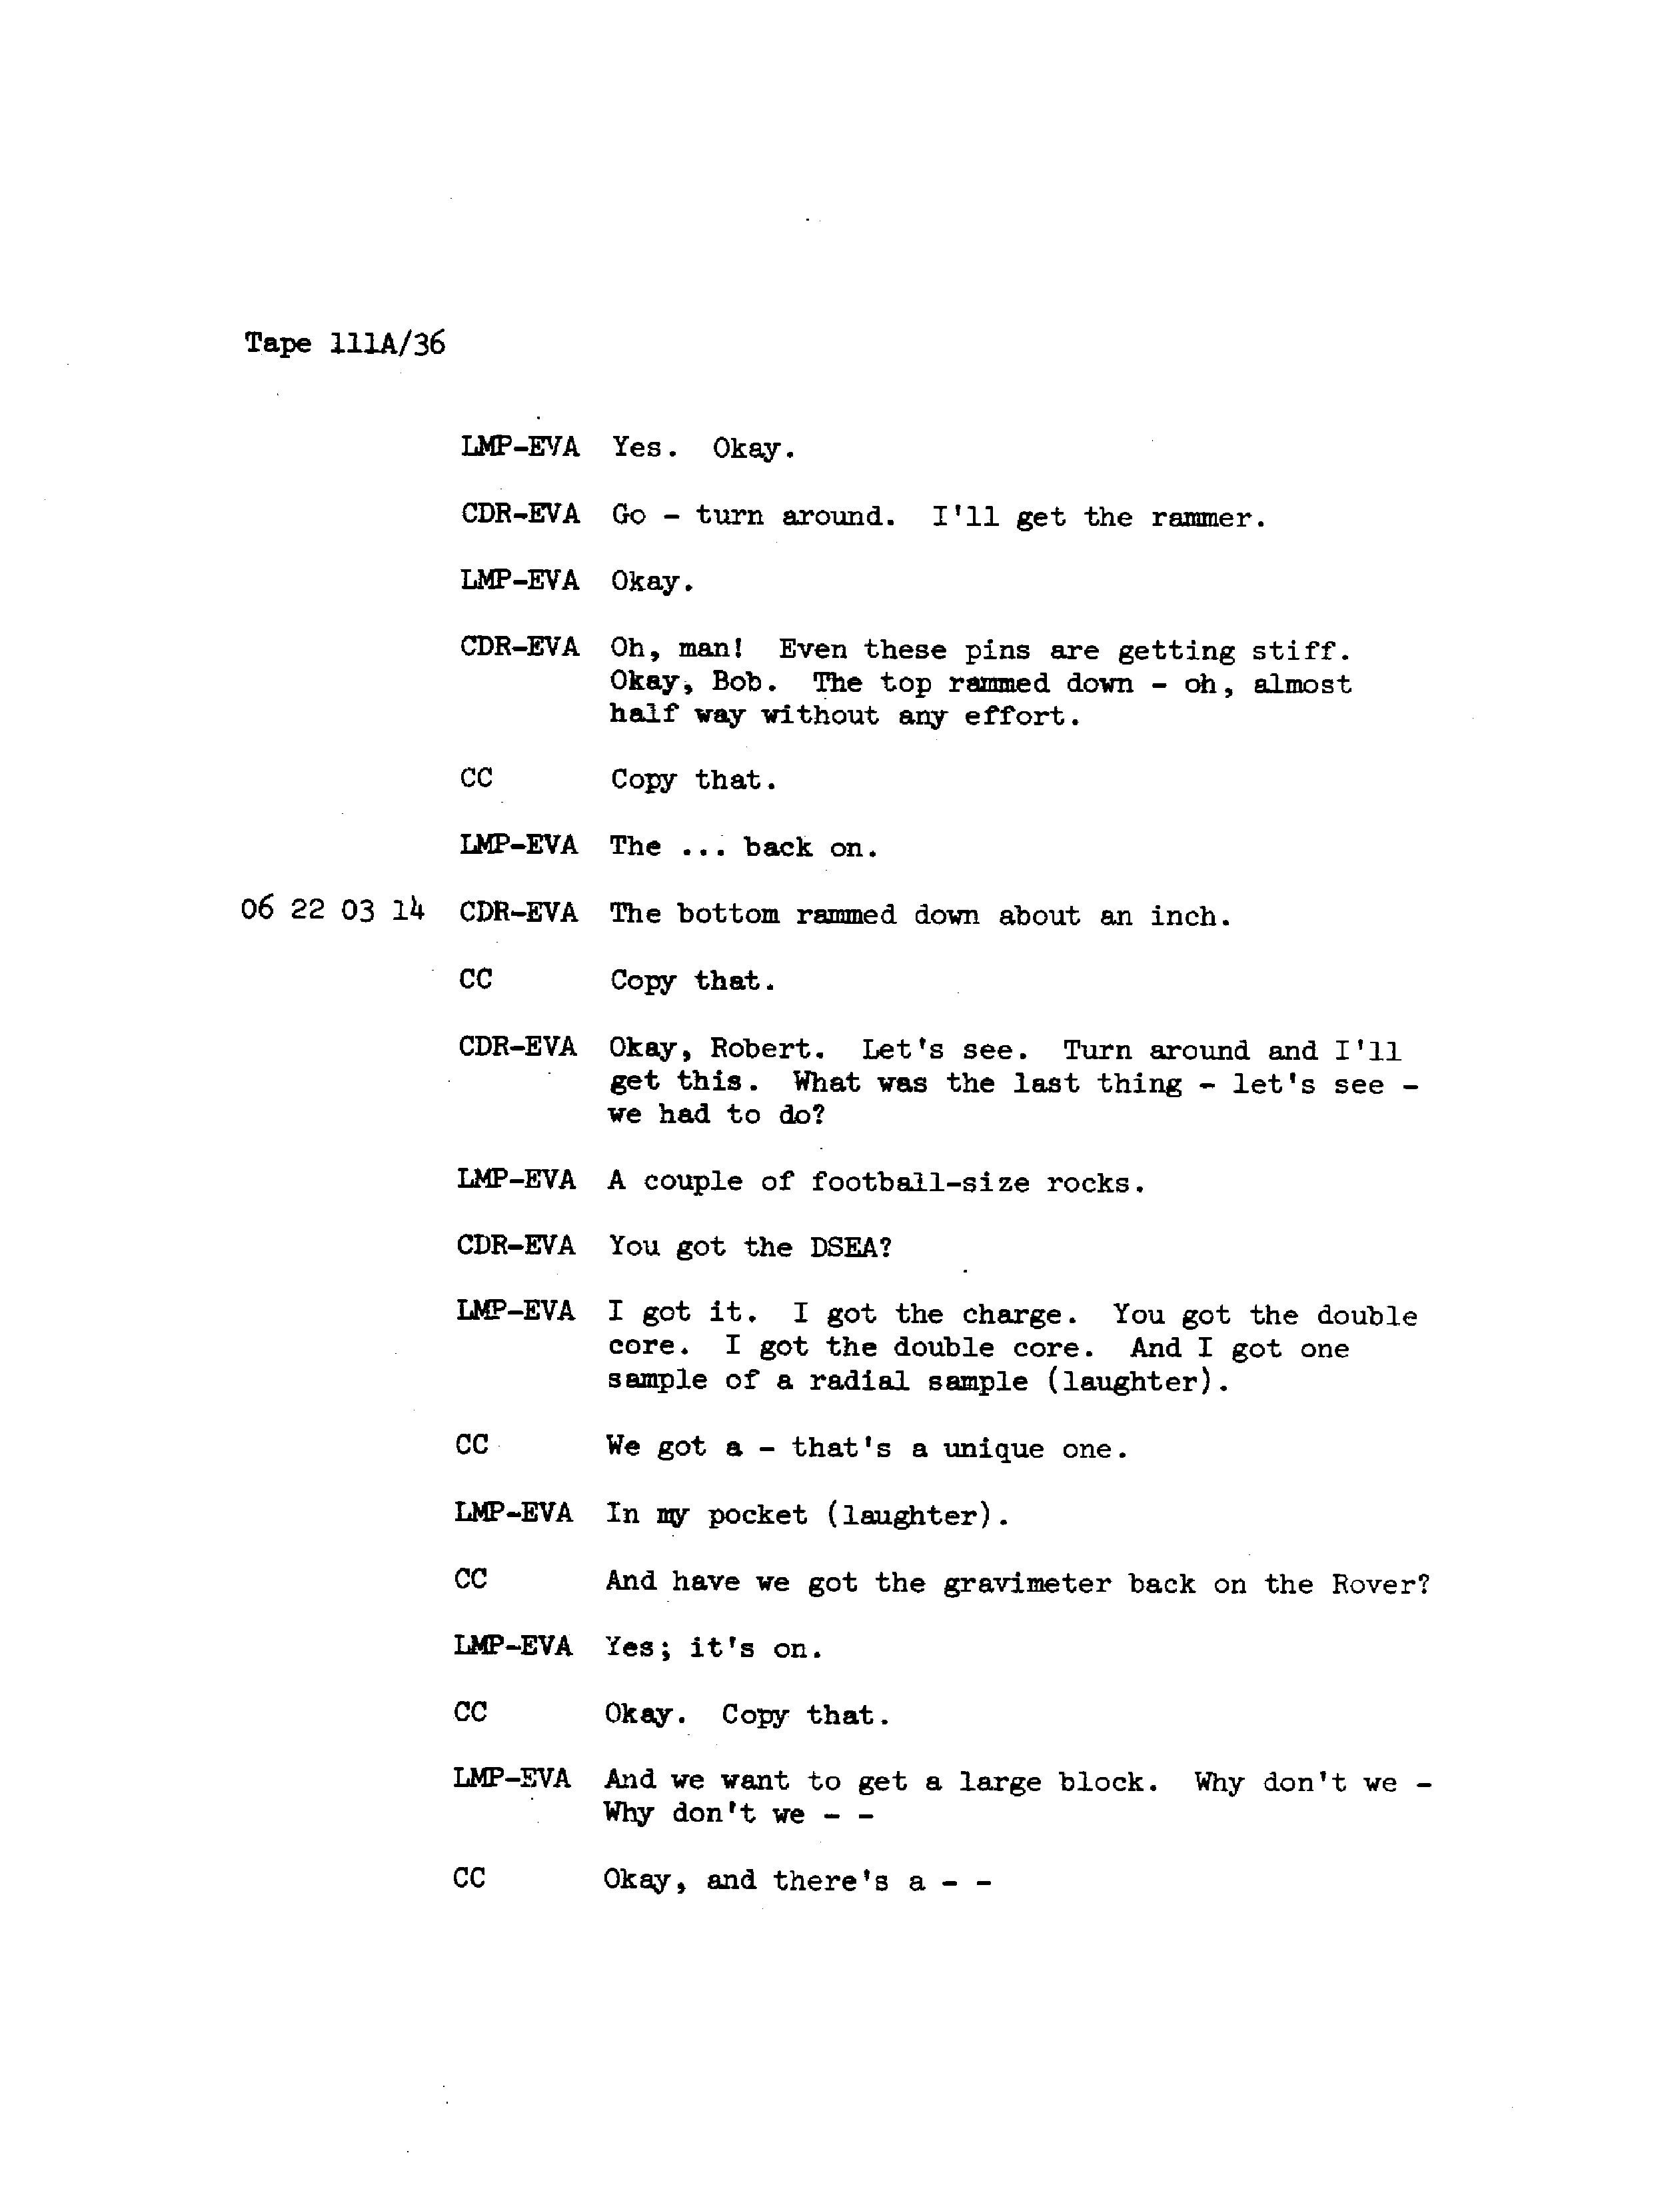 Tape 111A/36
LMP-EVA Yes. Okay.
CDR-EVA Go - turn around. I'll get the rammer.
LMP-EVA Okay.
CDR-EVA Oh, man! Even these pins are getting stiff.
Okay, Bob. The top rammed down - oh, almost
half way without any effort.
CC Copy that.
LMP-EVA The ... back on.
06 22 03 14 CDR-EVA The bottom rammed down about an inch.
CC Copy that.
CDR-EVA Okay, Robert. Let's see. Turn around and I'll
get this. What was the last thing - let's see -
we had to do?
LMP-EVA A couple of football-size rocks.
CDR-EVA You got the DSEA?
LMP-EVA I got it. I got the charge. You got the double
core. I got the double core. And I got one
sample of a radial sample (laughter).
CC We got a - that's a unique one.
LMP-EVA In my pocket (laughter).
CC And have we got the gravimeter back on the Rover?
LMP-EVA Yes; it's on.
CC Okay. Copy that.
LMP-EVA And we want to get a large block. Why don't we -
Why don't we - -
CC Okay, and there's a - -